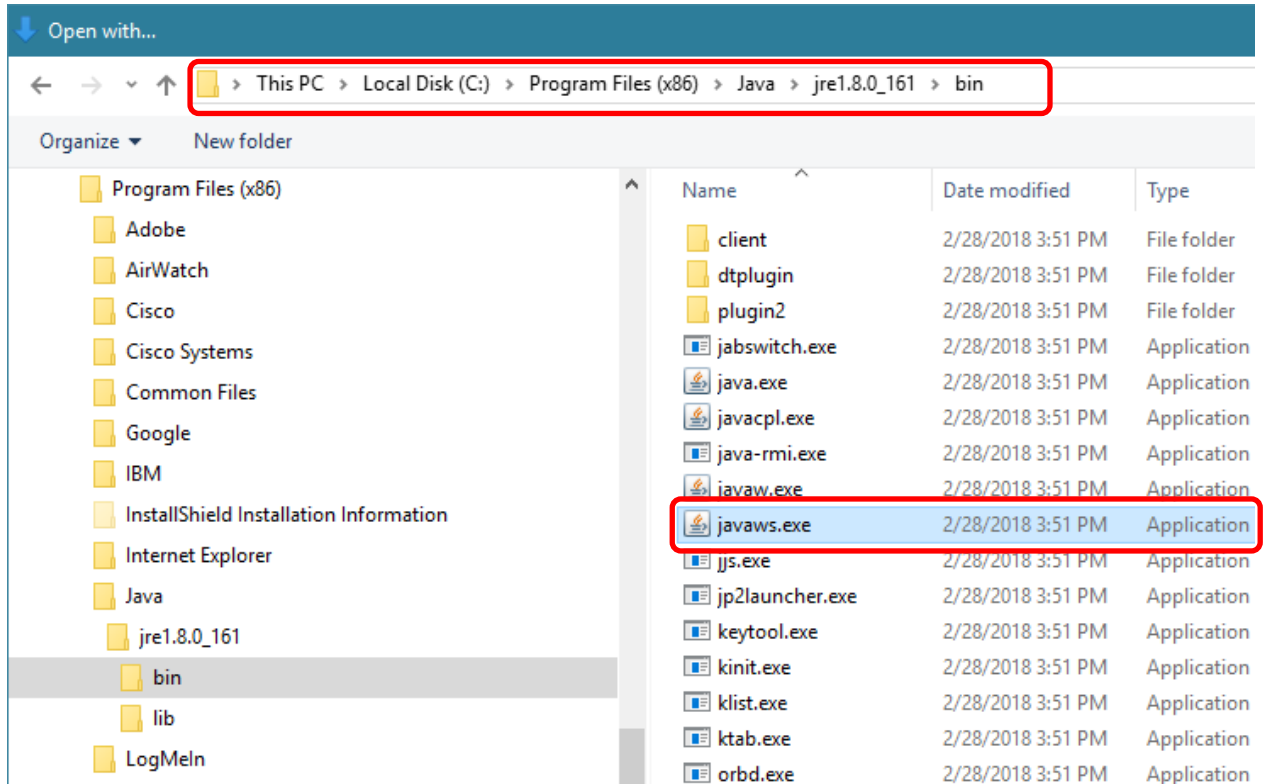 Open with...
This PC > Local Disk (C:) > Program Files (x86) > Java > jre1.8.0_161 > bin
Organize New folder
Program Files (x86)
Adobe
AirWatch
Cisco
Cisco Systems
Common Files
Google
IBM
InstallShield Installation Information
Internet Explorer
Java
jre1.8.0_161
bin
lib
LogMeIn
Name Date modified Type
client 2/28/2018 3:51 PM File folder
dtplugin 2/28/2018 3:51 PM File folder
plugin2 2/28/2018 3:51 PM File folder
jabswitch.exe 2/28/2018 3:51 PM Application
java.exe 2/28/2018 3:51 PM Application
javacpl.exe 2/28/2018 3:51 PM Application
java-rmi.exe 2/28/2018 3:51 PM Application
javaw.exe 2/28/2018 3:51 PM Application
javaws.exe 2/28/2018 3:51 PM Application
jjs.exe 2/28/2018 3:51 PM Application
jp2launcher.exe 2/28/2018 3:51 PM Application
keytool.exe 2/28/2018 3:51 PM Application
kinit.exe 2/28/2018 3:51 PM Application
klist.exe 2/28/2018 3:51 PM Application
ktab.exe 2/28/2018 3:51 PM Application
orbd.exe 2/28/2018 3:51 PM Application